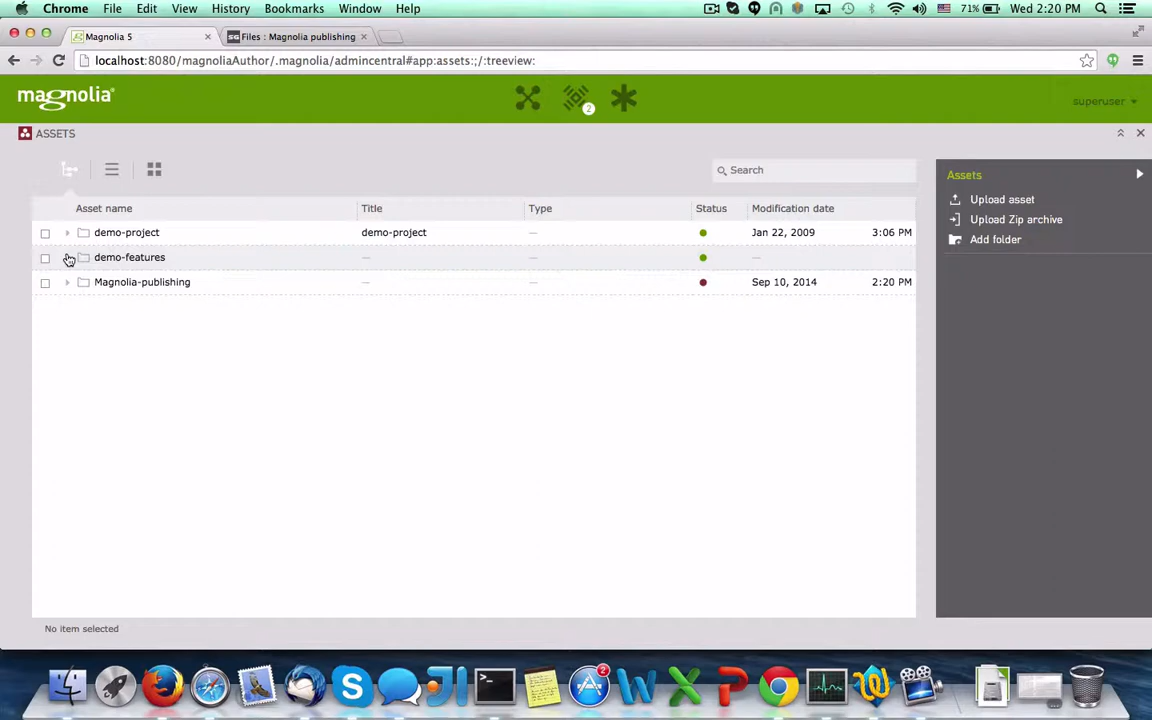 Chrome File Edit View History Bookmarks Window Help 71% Wed 2:20 PM
Magnolia 5 Files : Magnolia publishing
localhost:8080/magnoliaAuthor/.magnolia/admincentral#app:assets:;/:treeview:
magnolia 2 superuser
ASSETS
Search Assets
Upload asset
Asset name Title Type Status Modification date
Upload Zip archive
demo-project demo-project — Jan 22, 2009 3:06 PM
Add folder
demo-features — — —
Magnolia-publishing — — Sep 10, 2014 2:20 PM
No item selected
2